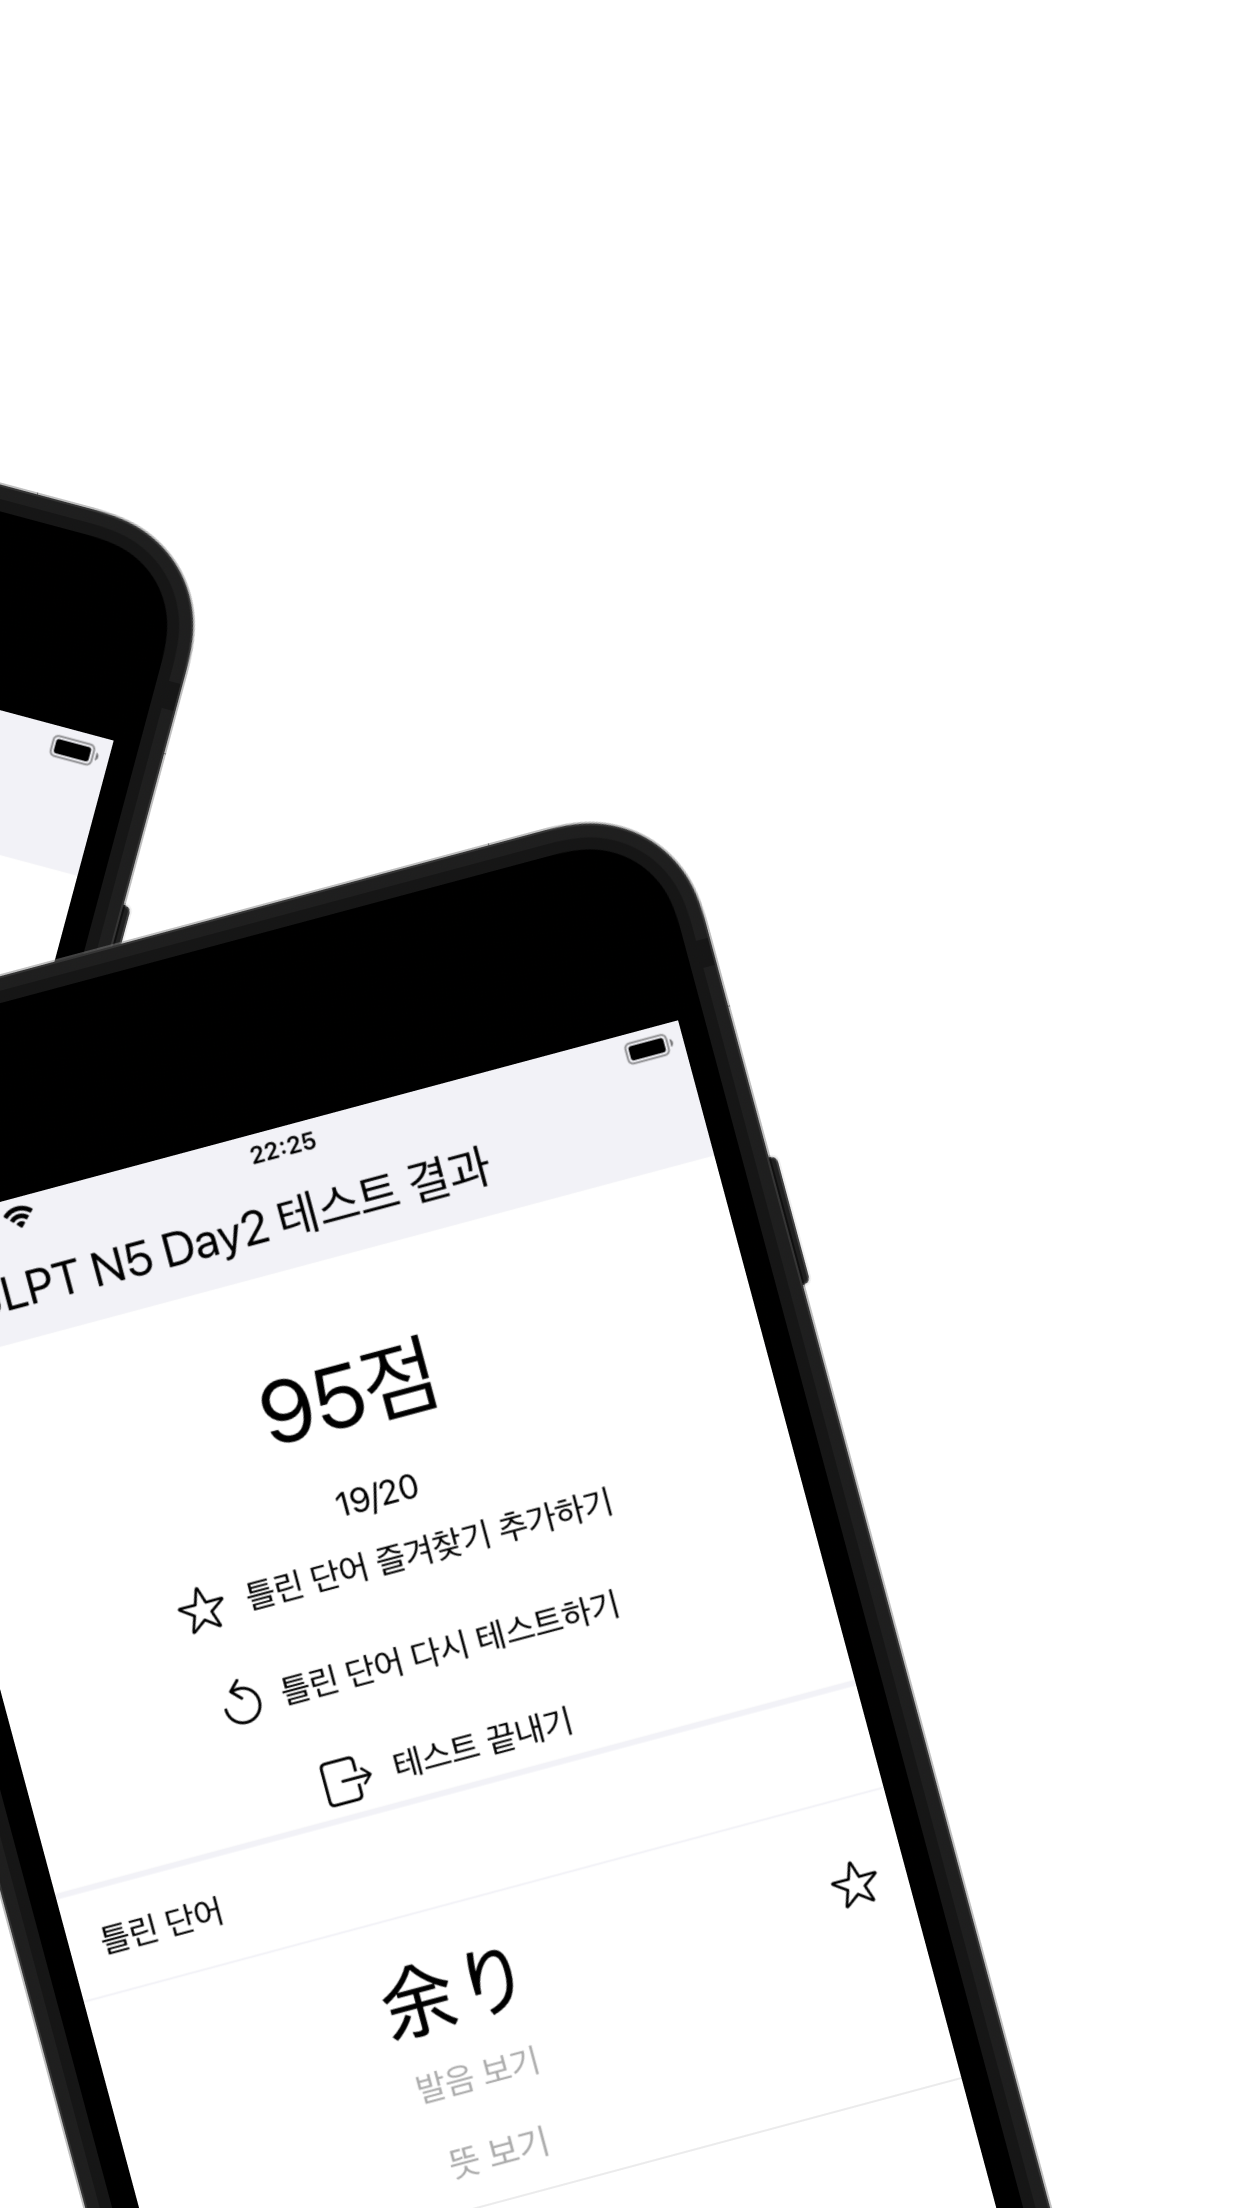 22:25
LPT N5 Day2 테스트 결과
95점
19/20
틀린 단어 즐겨찾기 추가하기
틀린 단어 다시 테스트하기
테스트 끝내기
틀린 단어
余り
발음 보기
뜻 보기